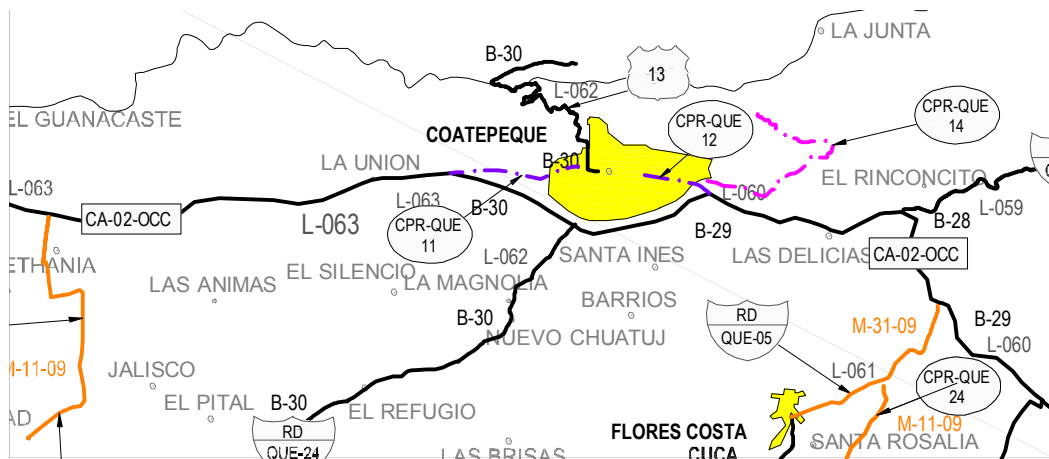 LA JUNTA
B-30
13
L-062
EL GUANACASTE
COATEPEQUE
CPR-QUE
12
CPR-QUE
14
LA UNION
B-30
L-063
L-063
L-060
EL RINCONCITO
L-059
CA-02-OCC
L-063
B-30
B-28
CPR-QUE
11
B-29
L-062
SANTA INES
LAS DELICIAS
CA-02-OCC
ETHANIA
EL SILENCIO
LAS ANIMAS
LA MAGNOLIA
BARRIOS
B-30
RD
QUE-05
M-31-09
B-29
NUEVO CHUATUJ
L-060
M-11-09
JALISCO
L-061
CPR-QUE
24
EL PITAL
B-30
EL REFUGIO
AD
RD
QUE-24
M-11-09
FLORES COSTA
CUCA
SANTA ROSALIA
LAS BRISAS